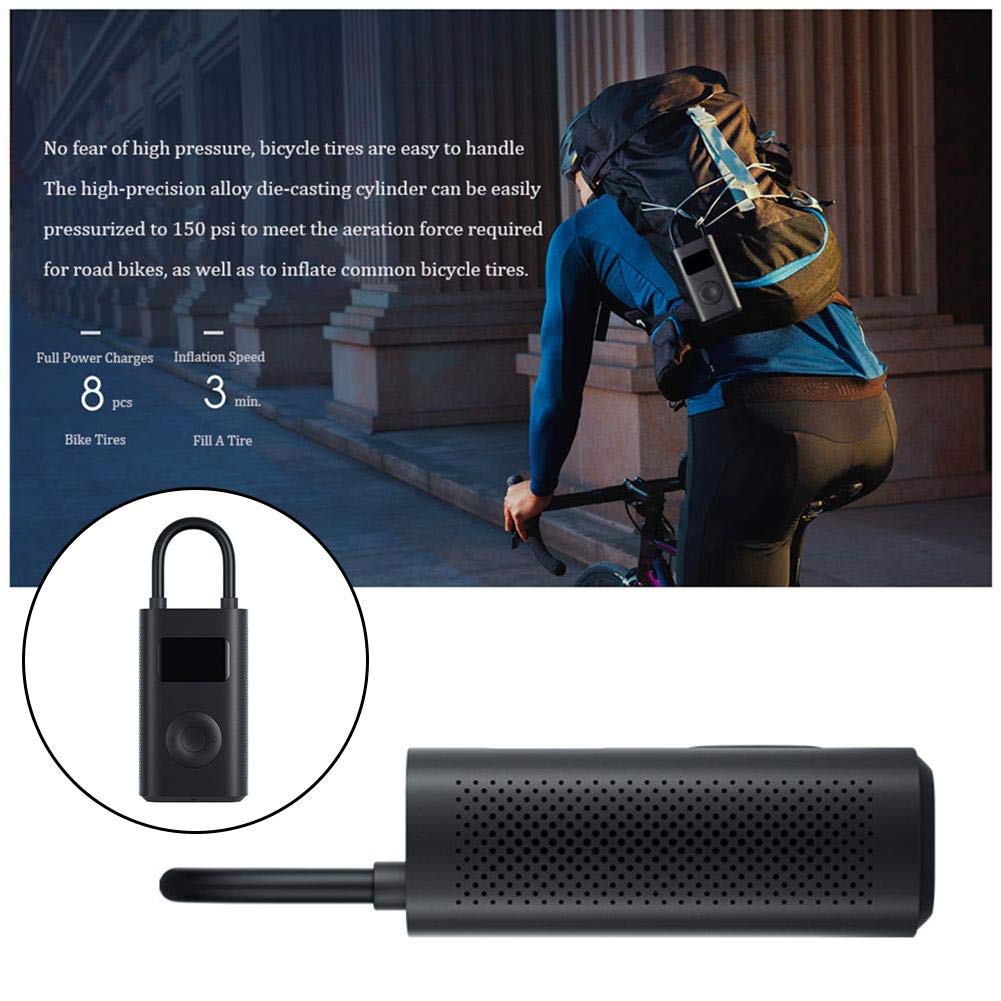 No fear of high pressure, bicycle tires are easy to handle
The high-precision alloy die-casting cylinder can be easily
pressurized to 150 psi to meet the aeration force required
for road bikes, as well as to inflate common bicycle tires.
Full Power Charges
8 pcs
Bike Tires
Inflation Speed
3 min.
Fill A Tire